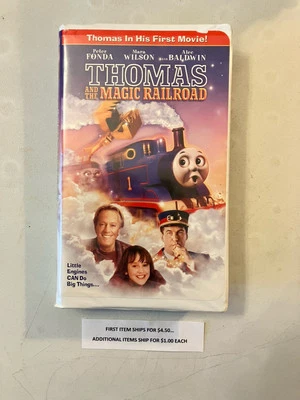 Thomas In His First Movie!
Peter FONDA Mara WILSON Alec BALDWIN
THOMAS
AND THE MAGIC RAILROAD
Little
Engines
CAN Do
Big Things...
FIRST ITEM SHIPS FOR $4.50...
ADDITIONAL ITEMS SHIP FOR $1.00 EACH